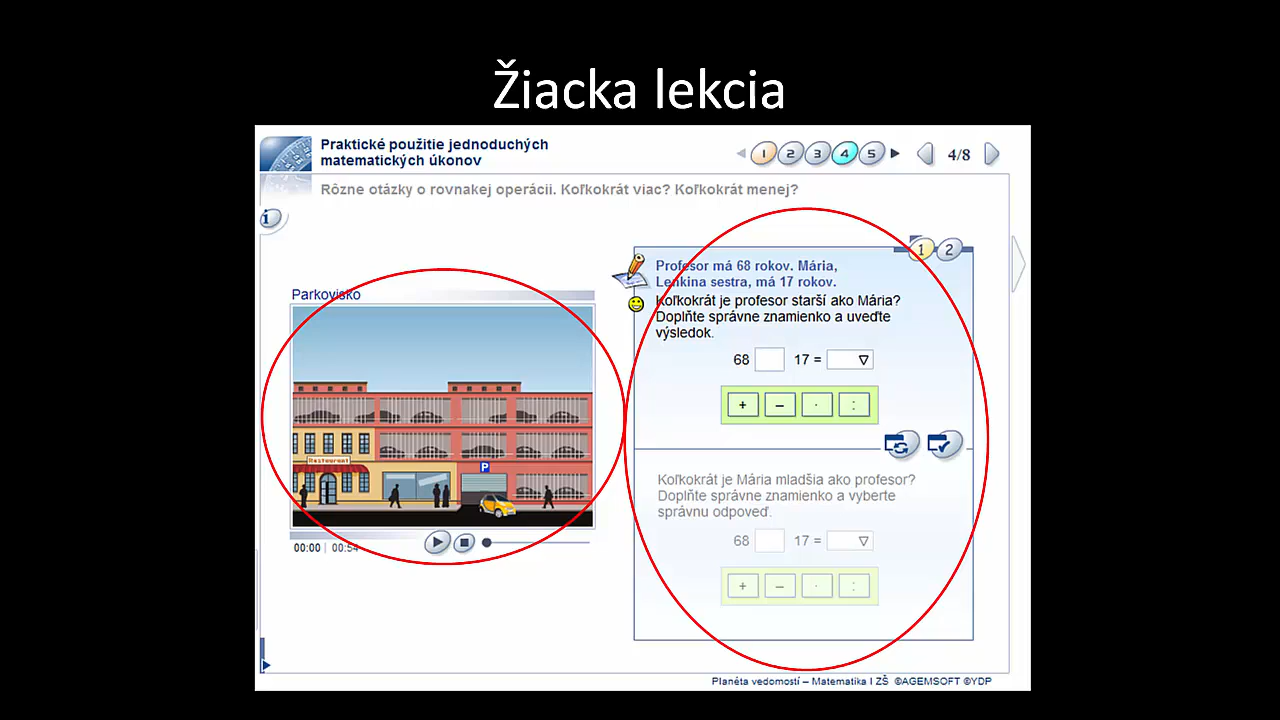 Žiacka lekcia
Praktické použitie jednoduchých
matematických úkonov
1 2 3 4 5
4/8
Rôzne otázky o rovnakej operácii. Koľkokrát viac? Koľkokrát menej?
i
Parkovisko
Restaurant
P
00:00 | 00:54
1 2
Profesor má 68 rokov. Mária,
Lenkina sestra, má 17 rokov.
Koľkokrát je profesor starší ako Mária?
Doplňte správne znamienko a uveďte
výsledok.
68 17 =
+ – · :
Koľkokrát je Mária mladšia ako profesor?
Doplňte správne znamienko a vyberte
správnu odpoveď.
68 17 =
+ – · :
Planéta vedomostí – Matematika I ZŠ ©AGEMSOFT ©YDP